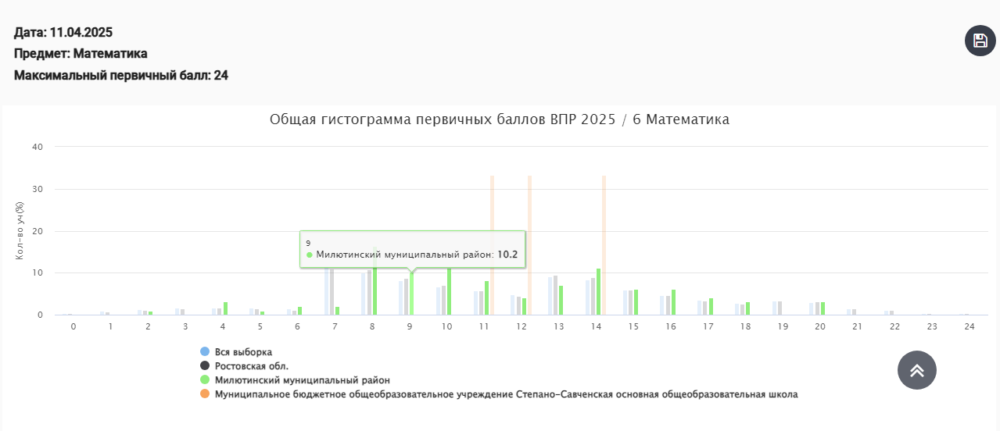 Дата: 11.04.2025
Предмет: Математика
Максимальный первичный балл: 24
Общая гистограмма первичных баллов ВПР 2025 / 6 Математика
Кол-во уч(%)
40
30
20
10
0
9
Милютинский муниципальный район: 10.2
0 1 2 3 4 5 6 7 8 9 10 11 12 13 14 15 16 17 18 19 20 21 22 23 24
Вся выборка
Ростовская обл.
Милютинский муниципальный район
Муниципальное бюджетное общеобразовательное учреждение Степано-Савченская основная общеобразовательная школа